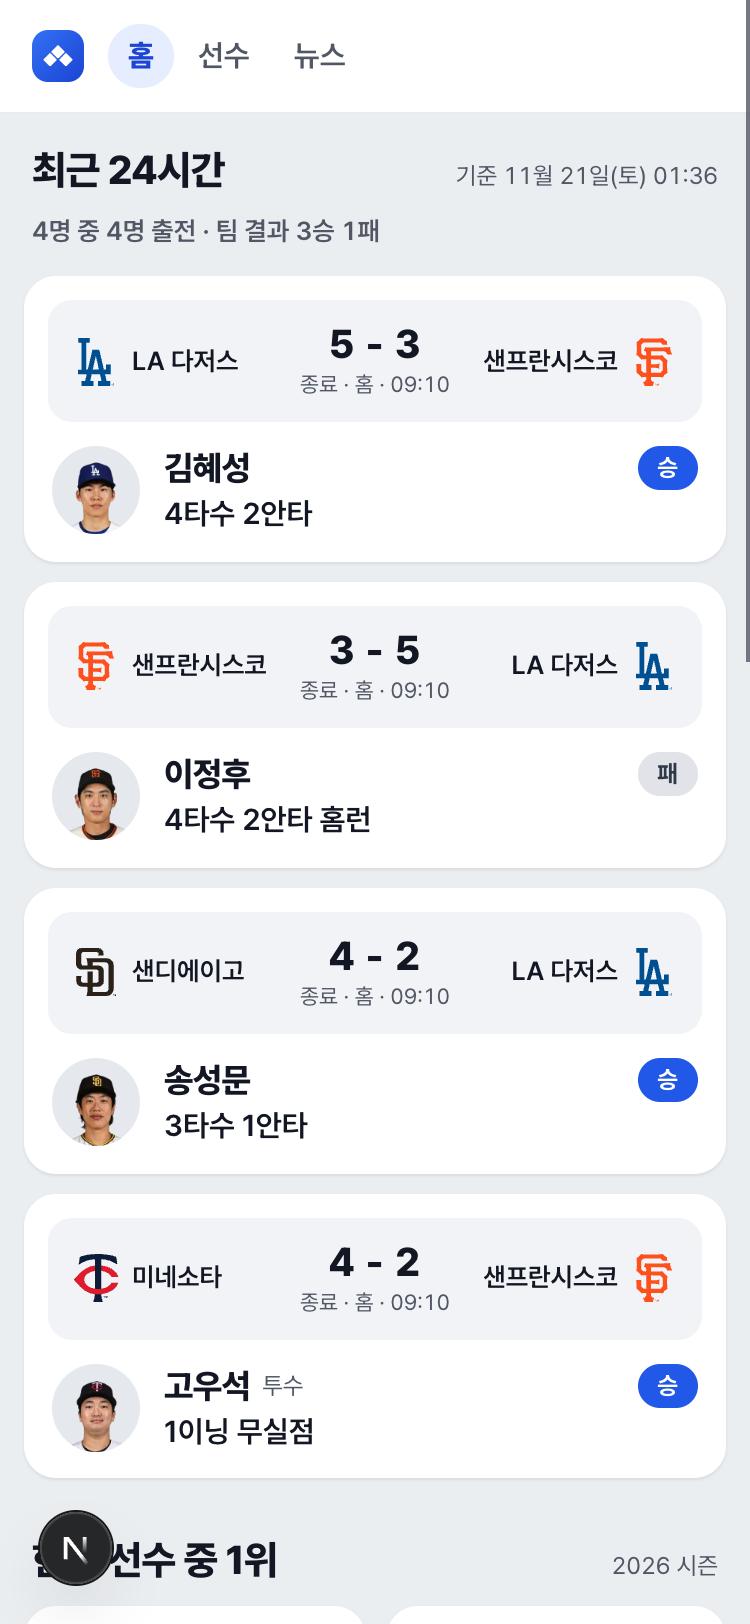 홈 선수 뉴스
최근 24시간 기준 11월 21일(토) 01:36
4명 중 4명 출전 · 팀 결과 3승 1패
LA 다저스 5 - 3 샌프란시스코
종료 · 홈 · 09:10
김혜성 승
4타수 2안타
샌프란시스코 3 - 5 LA 다저스
종료 · 홈 · 09:10
이정후 패
4타수 2안타 홈런
샌디에이고 4 - 2 LA 다저스
종료 · 홈 · 09:10
송성문 승
3타수 1안타
미네소타 4 - 2 샌프란시스코
종료 · 홈 · 09:10
고우석 투수 승
1이닝 무실점
N
선수 중 1위 2026 시즌